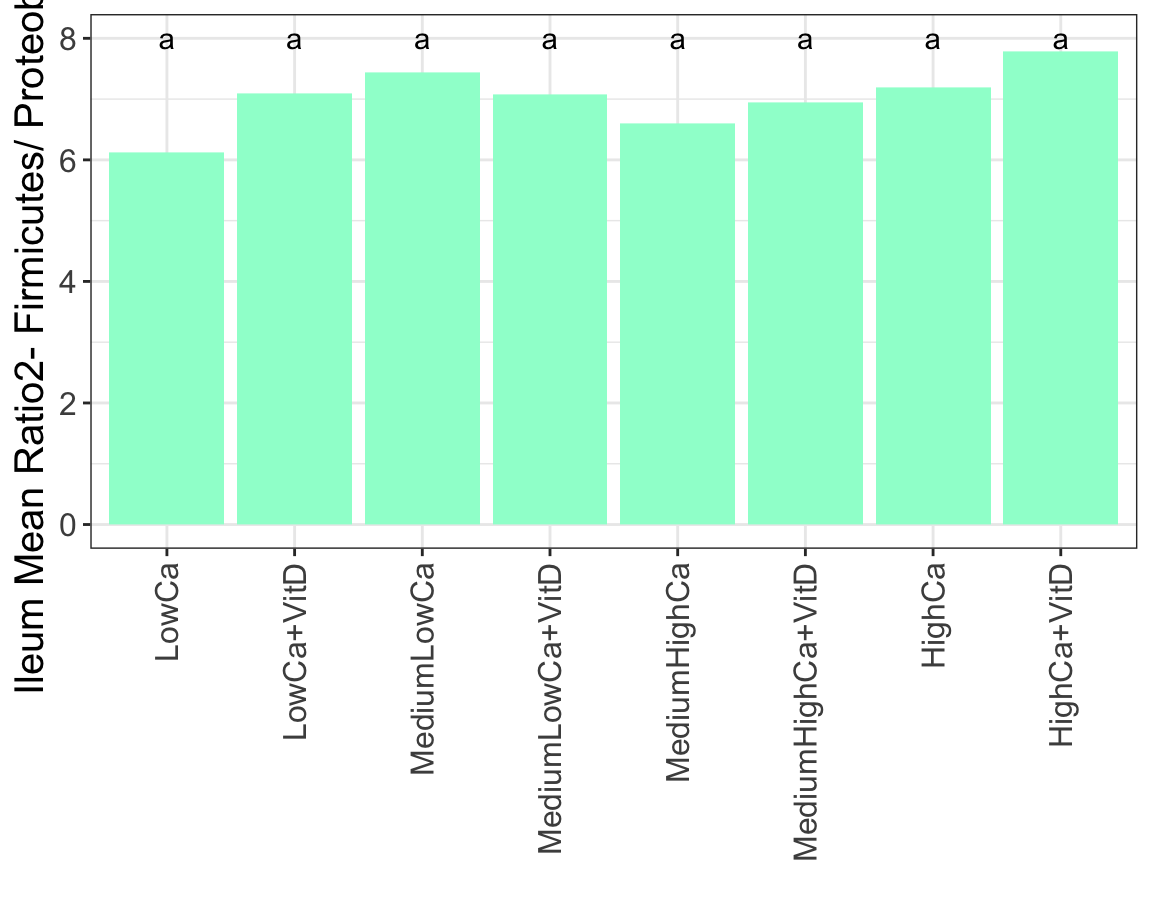 Ileum Mean Ratio2- Firmicutes/ Proteob
8
6
4
2
0
a a a a a a a a
LowCa
LowCa+VitD
MediumLowCa
MediumLowCa+VitD
MediumHighCa
MediumHighCa+VitD
HighCa
HighCa+VitD